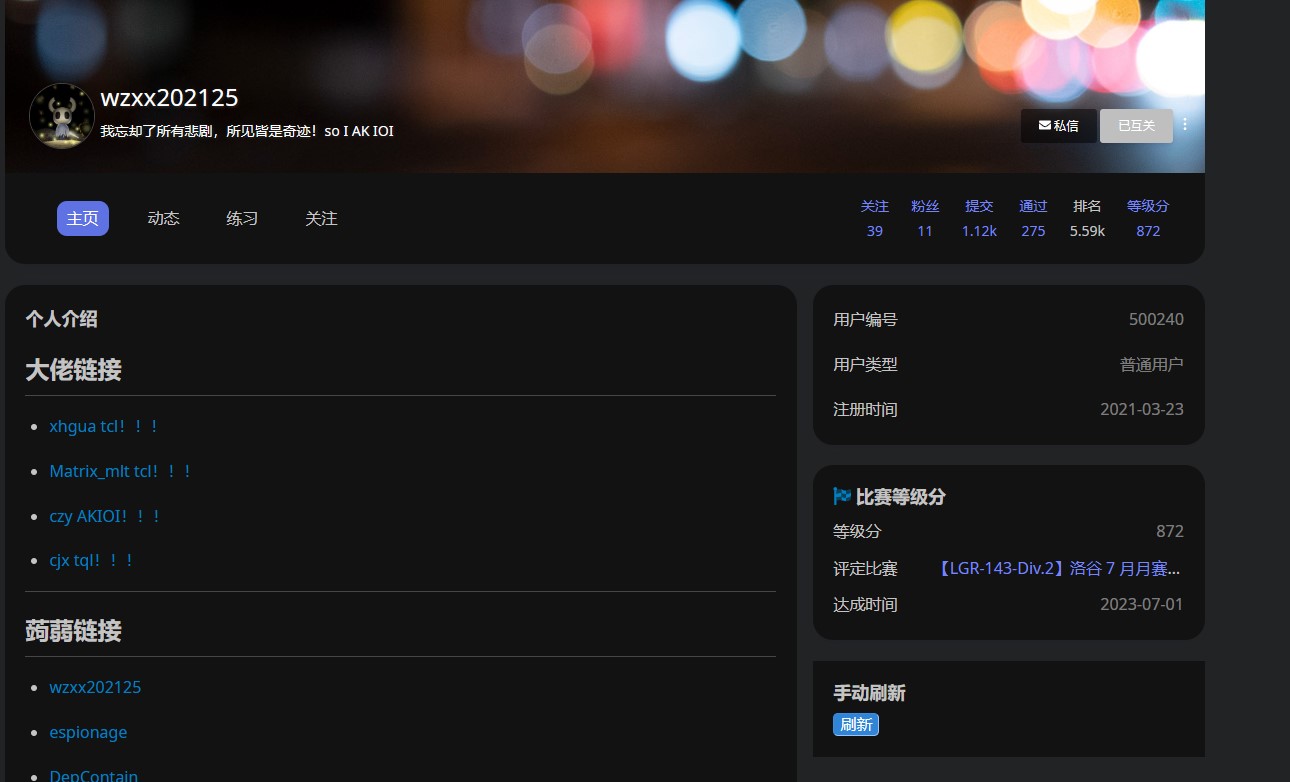 wzxx202125
我忘却了所有悲剧，所见皆是奇迹！so I AK IOI
私信
已互关
主页 动态 练习 关注
关注 粉丝 提交 通过 排名 等级分
39 11 1.12k 275 5.59k 872
个人介绍
大佬链接
xhgua tcl！！！
Matrix_mlt tcl！！！
czy AKIOI！！！
cjx tql！！！
蒟蒻链接
wzxx202125
espionage
DepContain
用户编号 500240
用户类型 普通用户
注册时间 2021-03-23
比赛等级分
等级分 872
评定比赛 【LGR-143-Div.2】洛谷 7 月月赛...
达成时间 2023-07-01
手动刷新
刷新